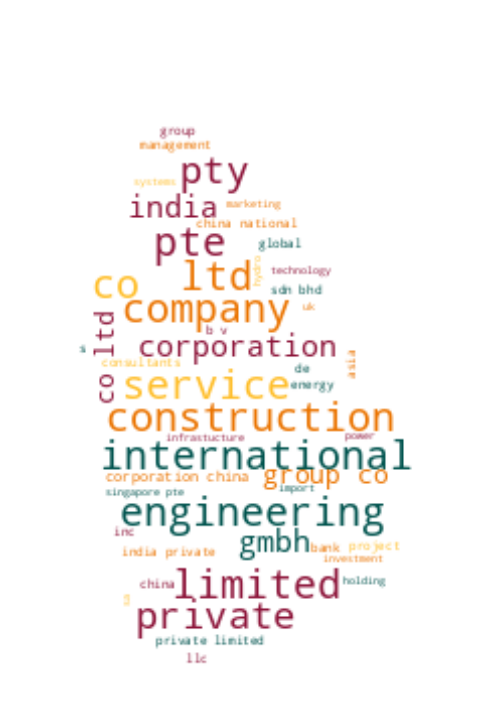 group
management
pty
systems
india
marketing
china national
pte
global
ltd
hydro
technology
co
sdn bhd
company
uk
b v
co ltd
s
corporation
consultants
asia
de
service
energy
construction
infrastucture
power
international
corporation china
group co
singapore pte
import
engineering
inc
gmbh
bank
project
india private
investment
china
limited
holding
private
private limited
llc